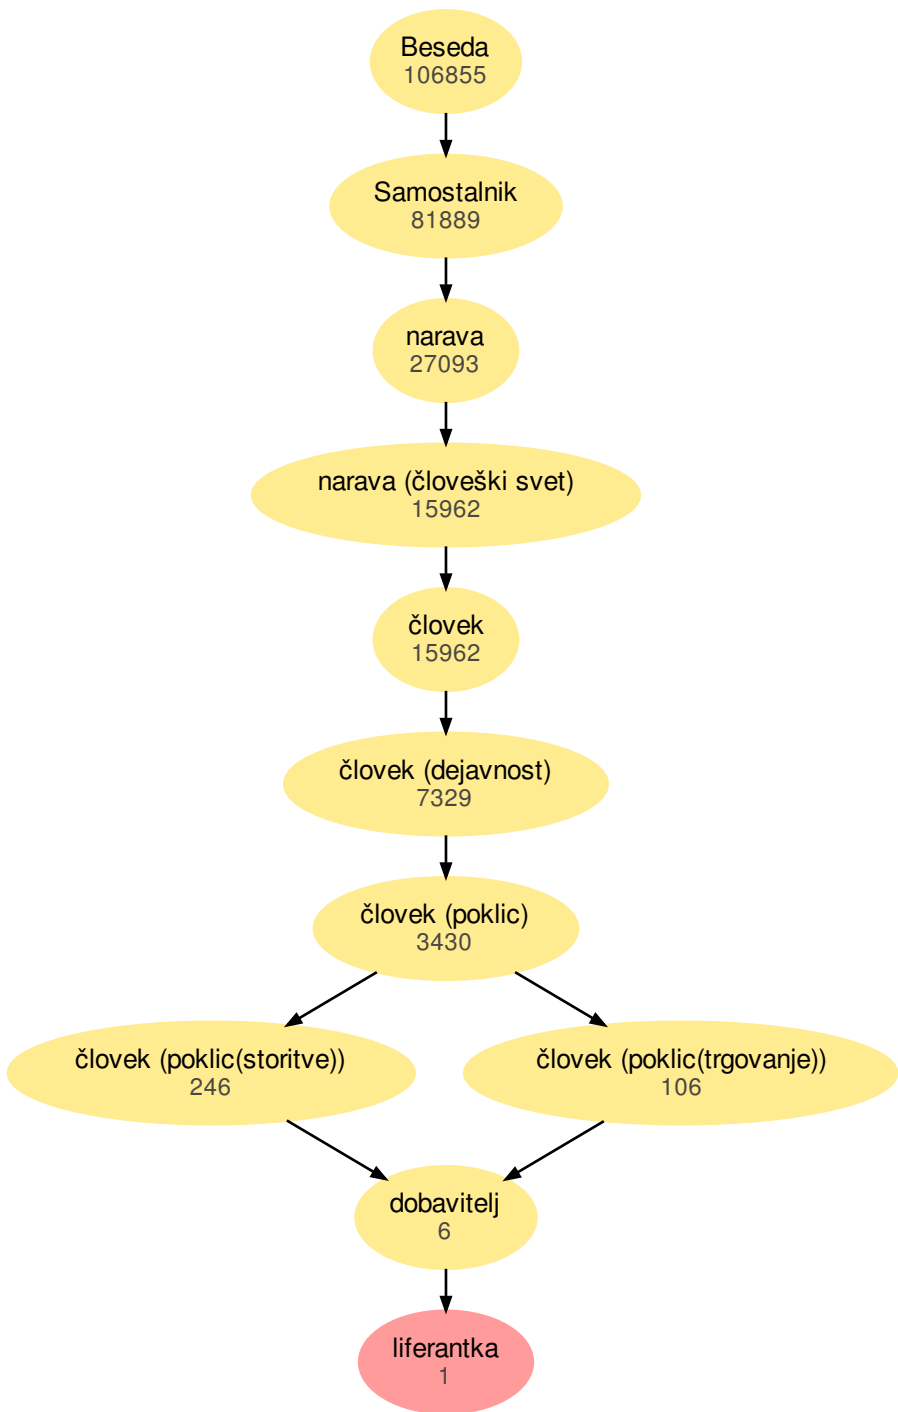 Beseda
106855
Samostalnik
81889
narava
27093
narava (človeški svet)
15962
človek
15962
človek (dejavnost)
7329
človek (poklic)
3430
človek (poklic(storitve))
246
človek (poklic(trgovanje))
106
dobavitelj
6
liferantka
1